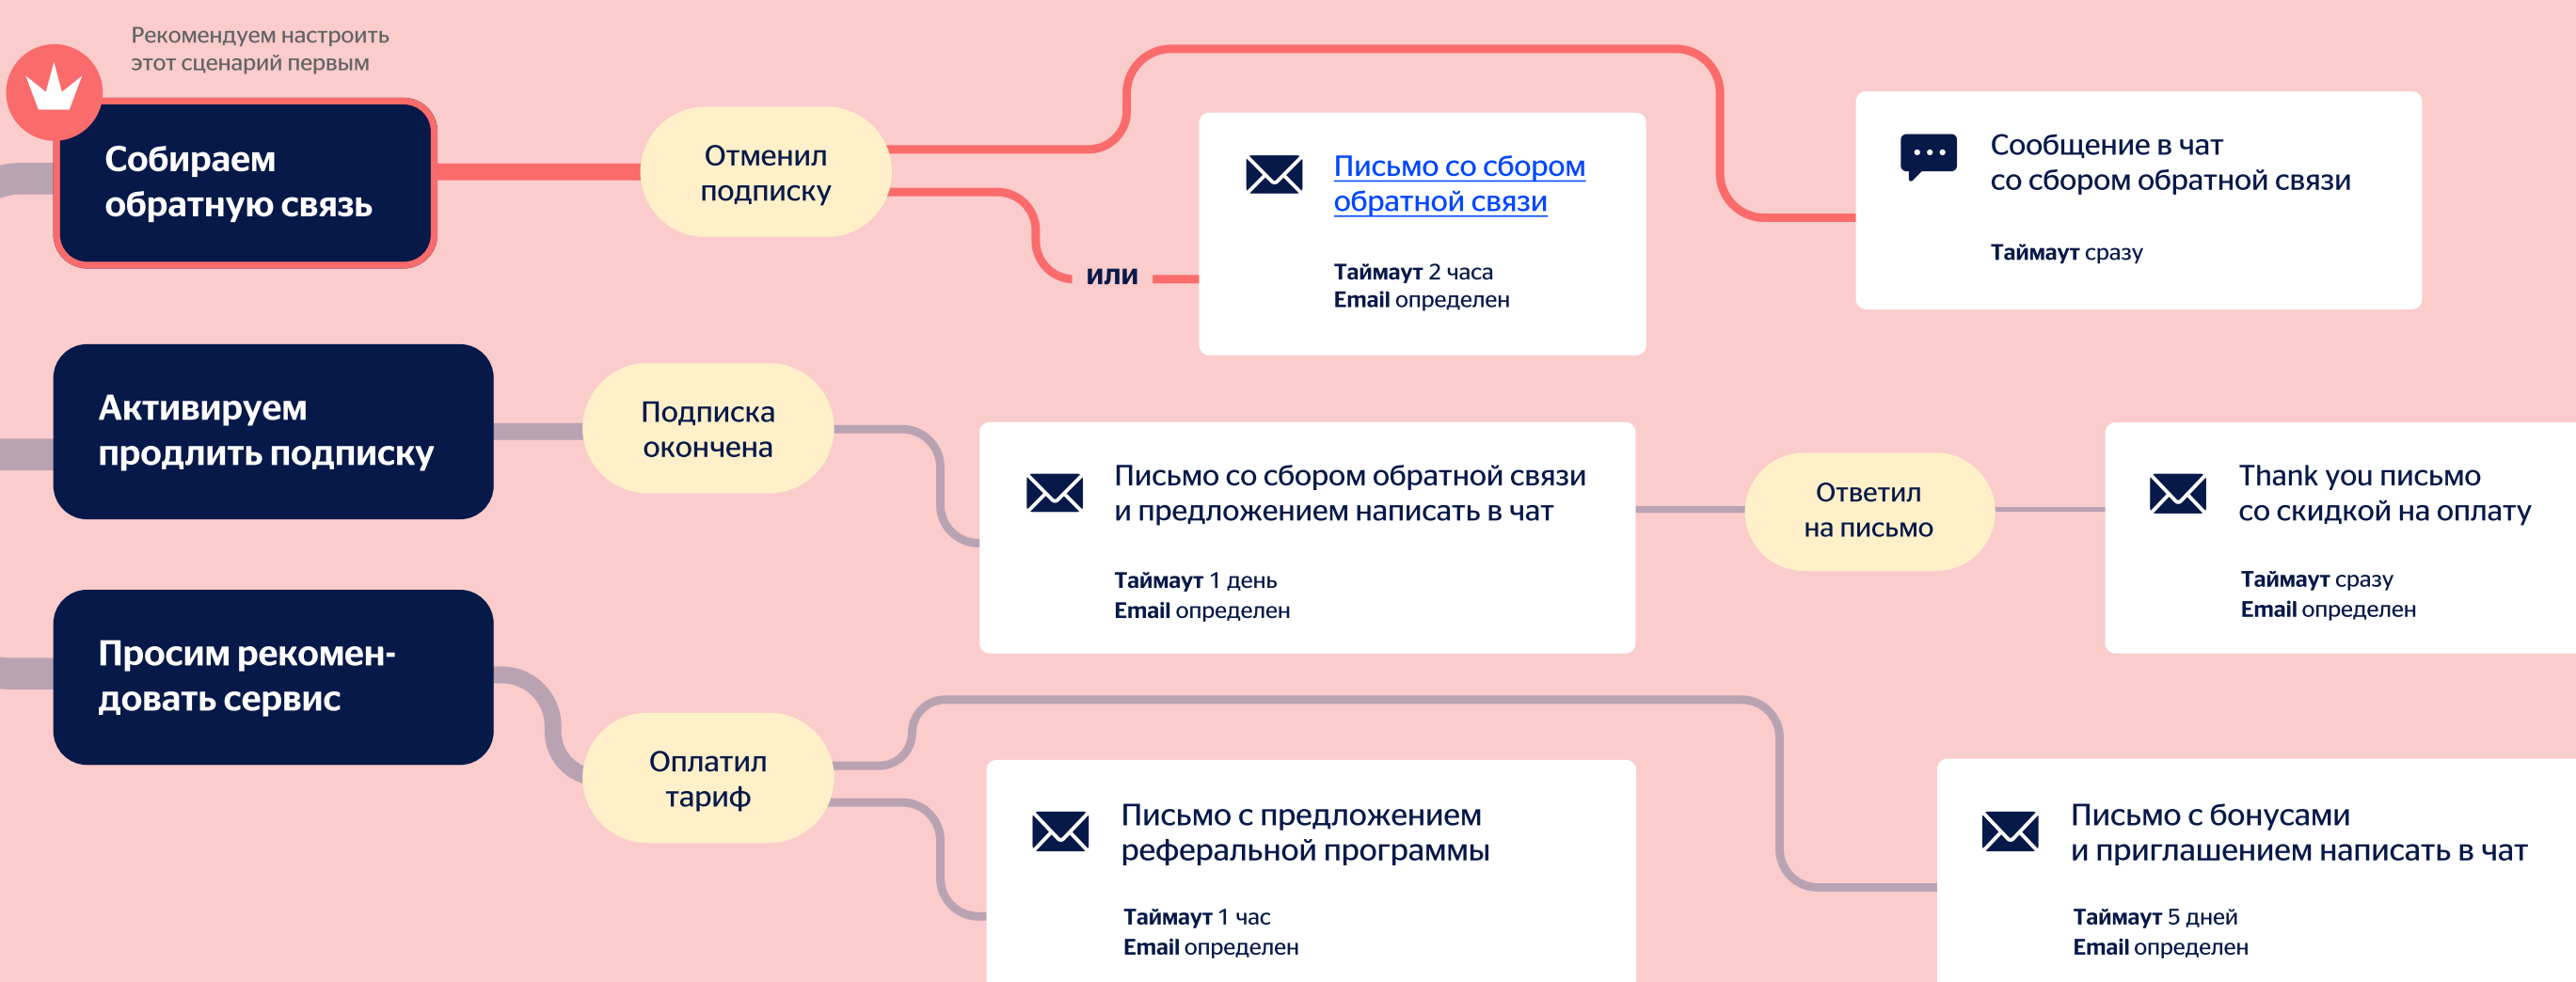 Рекомендуем настроить
этот сценарий первым
Собираем
обратную связь
Отменил
подписку
или
Письмо со сбором
обратной связи
Таймаут 2 часа
Email определен
Сообщение в чат
со сбором обратной связи
Таймаут сразу
Активируем
продлить подписку
Подписка
окончена
Письмо со сбором обратной связи
и предложением написать в чат
Таймаут 1 день
Email определен
Ответил
на письмо
Thank you письмо
со скидкой на оплату
Таймаут сразу
Email определен
Просим рекомен-
довать сервис
Оплатил
тариф
Письмо с предложением
реферальной программы
Таймаут 1 час
Email определен
Письмо с бонусами
и приглашением написать в чат
Таймаут 5 дней
Email определен